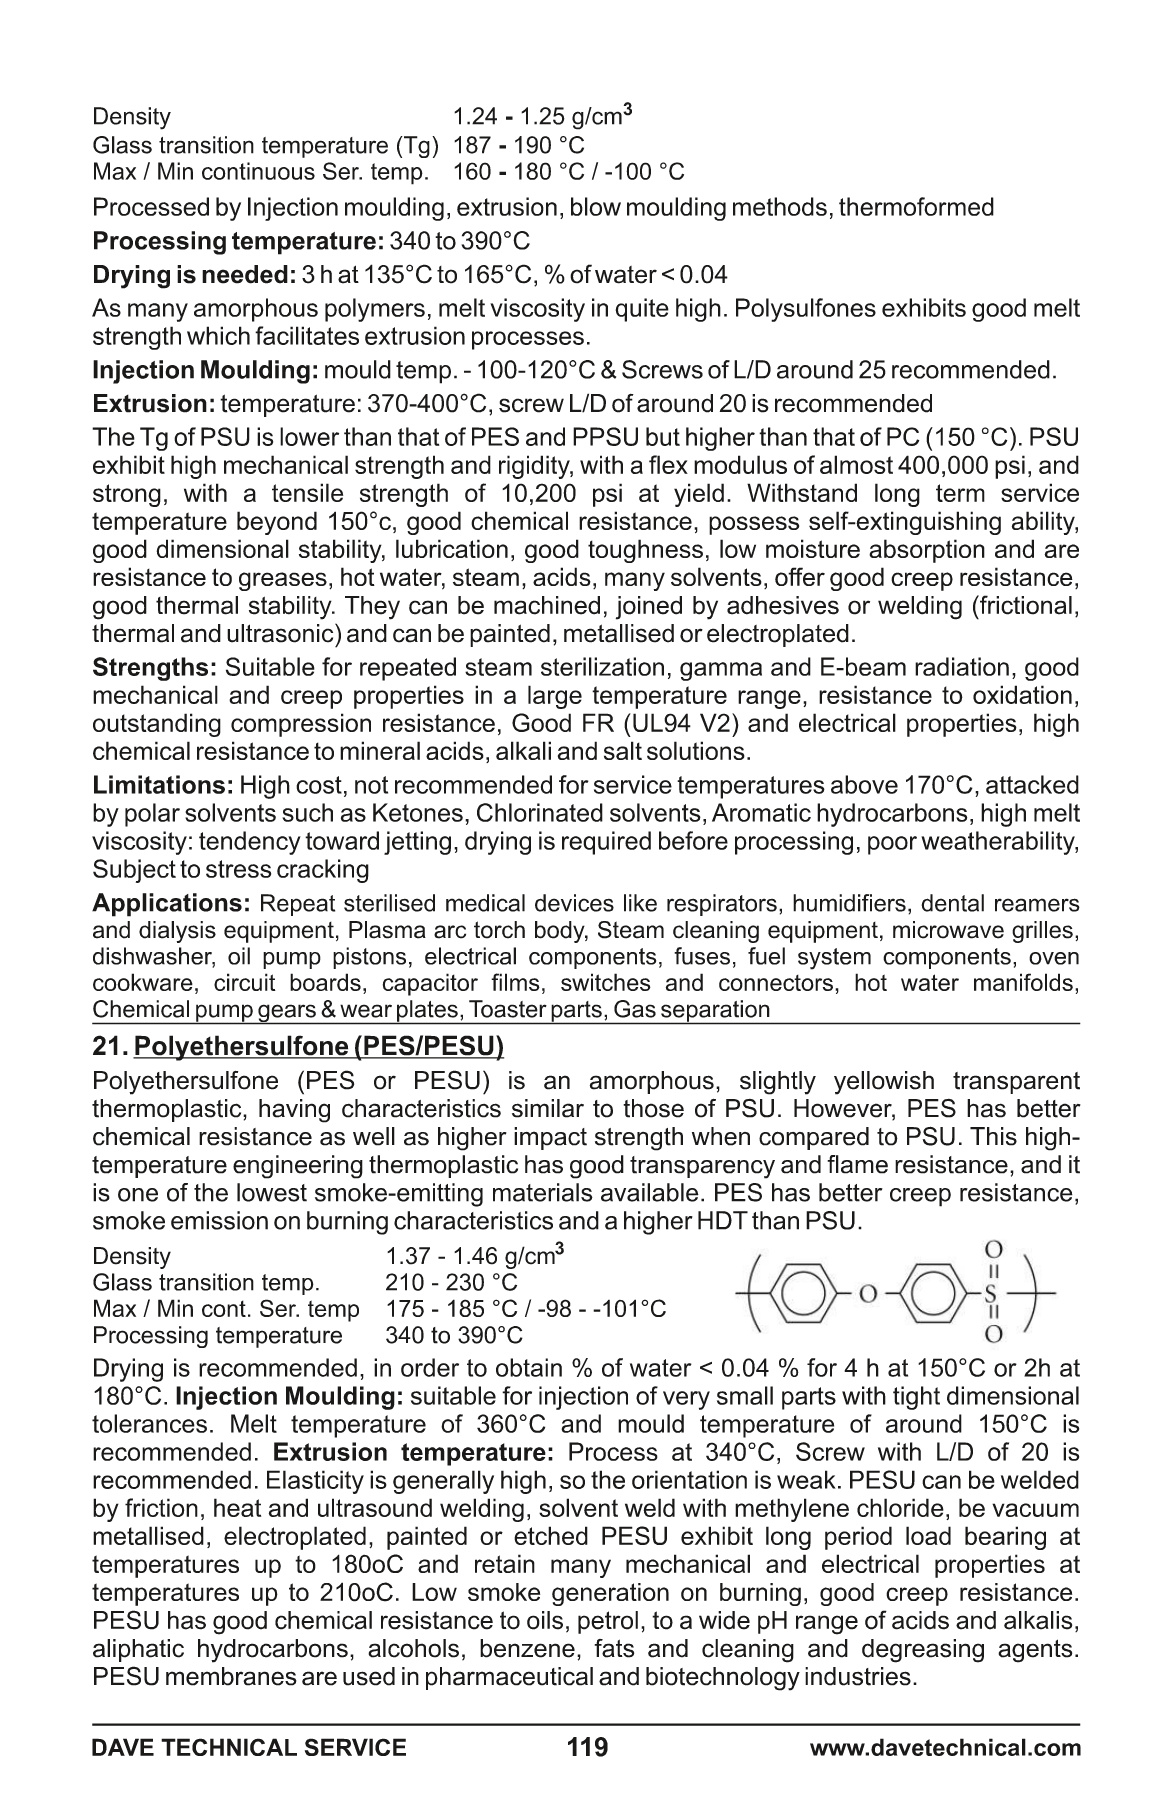 Density 1.24 - 1.25 g/cm³
Glass transition temperature (Tg) 187 - 190 °C
Max / Min continuous Ser. temp. 160 - 180 °C / -100 °C
Processed by Injection moulding, extrusion, blow moulding methods, thermoformed
Processing temperature: 340 to 390°C
Drying is needed: 3 h at 135°C to 165°C, % of water < 0.04
As many amorphous polymers, melt viscosity in quite high. Polysulfones exhibits good melt
strength which facilitates extrusion processes.
Injection Moulding: mould temp. - 100-120°C & Screws of L/D around 25 recommended.
Extrusion: temperature: 370-400°C, screw L/D of around 20 is recommended
The Tg of PSU is lower than that of PES and PPSU but higher than that of PC (150 °C). PSU
exhibit high mechanical strength and rigidity, with a flex modulus of almost 400,000 psi, and
strong, with a tensile strength of 10,200 psi at yield. Withstand long term service
temperature beyond 150°c, good chemical resistance, possess self-extinguishing ability,
good dimensional stability, lubrication, good toughness, low moisture absorption and are
resistance to greases, hot water, steam, acids, many solvents, offer good creep resistance,
good thermal stability. They can be machined, joined by adhesives or welding (frictional,
thermal and ultrasonic) and can be painted, metallised or electroplated.
Strengths: Suitable for repeated steam sterilization, gamma and E-beam radiation, good
mechanical and creep properties in a large temperature range, resistance to oxidation,
outstanding compression resistance, Good FR (UL94 V2) and electrical properties, high
chemical resistance to mineral acids, alkali and salt solutions.
Limitations: High cost, not recommended for service temperatures above 170°C, attacked
by polar solvents such as Ketones, Chlorinated solvents, Aromatic hydrocarbons, high melt
viscosity: tendency toward jetting, drying is required before processing, poor weatherability,
Subject to stress cracking
Applications: Repeat sterilised medical devices like respirators, humidifiers, dental reamers
and dialysis equipment, Plasma arc torch body, Steam cleaning equipment, microwave grilles,
dishwasher, oil pump pistons, electrical components, fuses, fuel system components, oven
cookware, circuit boards, capacitor films, switches and connectors, hot water manifolds,
Chemical pump gears & wear plates, Toaster parts, Gas separation
21. Polyethersulfone (PES/PESU)
Polyethersulfone (PES or PESU) is an amorphous, slightly yellowish transparent
thermoplastic, having characteristics similar to those of PSU. However, PES has better
chemical resistance as well as higher impact strength when compared to PSU. This high-
temperature engineering thermoplastic has good transparency and flame resistance, and it
is one of the lowest smoke-emitting materials available. PES has better creep resistance,
smoke emission on burning characteristics and a higher HDT than PSU.
Density 1.37 - 1.46 g/cm³
Glass transition temp. 210 - 230 °C
Max / Min cont. Ser. temp 175 - 185 °C / -98 - -101°C
Processing temperature 340 to 390°C
O
O S
O
Drying is recommended, in order to obtain % of water < 0.04 % for 4 h at 150°C or 2h at
180°C. Injection Moulding: suitable for injection of very small parts with tight dimensional
tolerances. Melt temperature of 360°C and mould temperature of around 150°C is
recommended. Extrusion temperature: Process at 340°C, Screw with L/D of 20 is
recommended. Elasticity is generally high, so the orientation is weak. PESU can be welded
by friction, heat and ultrasound welding, solvent weld with methylene chloride, be vacuum
metallised, electroplated, painted or etched PESU exhibit long period load bearing at
temperatures up to 180oC and retain many mechanical and electrical properties at
temperatures up to 210oC. Low smoke generation on burning, good creep resistance.
PESU has good chemical resistance to oils, petrol, to a wide pH range of acids and alkalis,
aliphatic hydrocarbons, alcohols, benzene, fats and cleaning and degreasing agents.
PESU membranes are used in pharmaceutical and biotechnology industries.
DAVE TECHNICAL SERVICE 119 www.davetechnical.com